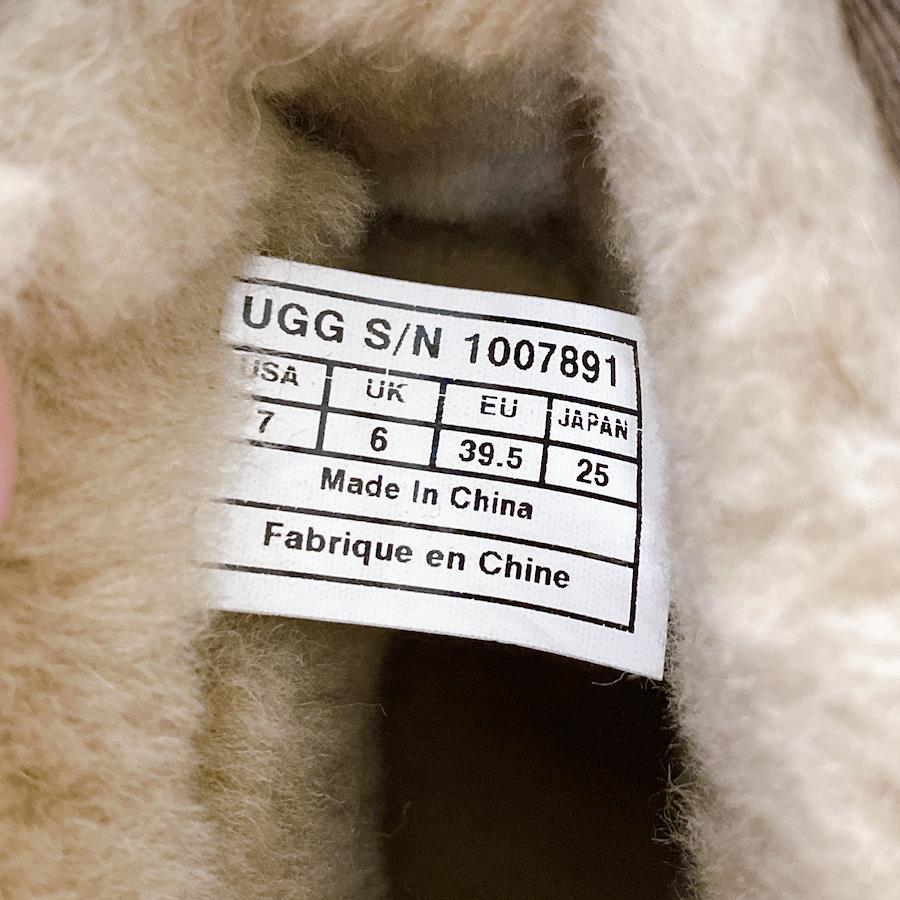 UGG S/N 1007891
USA UK EU JAPAN
7 6 39.5 25
Made In China
Fabrique en Chine